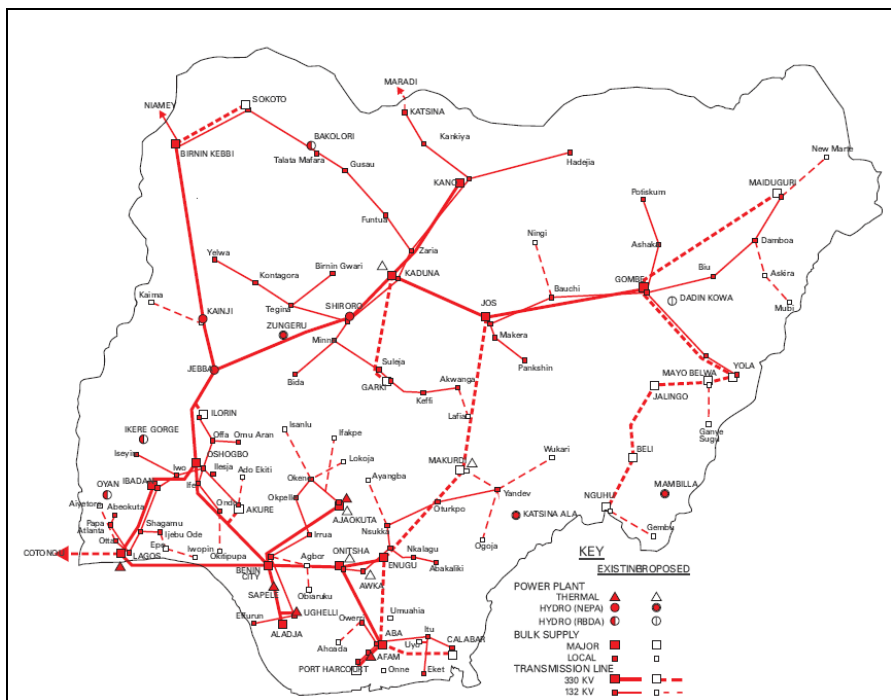 MARADI
SOKOTO
NIAMEY
KATSINA
BAKOLORI
Kankiya
BIRNIN KEBBI
Talata Mafara
Gusau
Hadejia
New Marte
KANO
MAIDUGURI
Potiskum
Funtua
Zaria
Ningi
Ashaka
Damboa
Yelwa
Birnin Gwari
KADUNA
Kontagora
Biu
Askira
GOMBE
Bauchi
DADIN KOWA
Kaima
Tegina
SHIRORO
JOS
Mubi
KAINJI
ZUNGERU
Makera
Minna
Suleja
Pankshin
JEBBA
Bida
GARKI
Akwanga
YOLA
MAYO BELWA
Keffi
JALINGO
Lafia
ILORIN
Isanlu
Ifakpe
Ganye
Sugu
IKERE GORGE
Offa
Omu Aran
Iseyin
OSHOGBO
Lokoja
Wukari
BELI
Iwo
Ilesja
Ado Ekiti
MAKURDI
IBADAN
Ife
Okene
Ayangba
Yandev
MAMBILLA
OYAN
Okpelli
Aiyetoro
Abeokuta
Ondo
AKURE
AJAOKUTA
Oturkpo
KATSINA ALA
NGUHU
Papa
Atlanta
Shagamu
Otta
Ijebu Ode
Irrua
Nsukka
Gembu
Epe
Iwopin
Okitipupa
Agbor
ONITSHA
Ogoja
COTONOU
LAGOS
BENIN
CITY
ENUGU
Nkalagu
Abakaliki
AWKA
SAPELE
Obiaruku
UGHELLI
Umuahia
Effurun
Owerri
ALADJA
Itu
ABA
Ahoada
Uyo
CALABAR
AFAM
PORT HARCOURT
Onne
Eket
KEY
EXISTING PROPOSED
POWER PLANT
THERMAL
HYDRO (NEPA)
HYDRO (RBDA)
BULK SUPPLY
MAJOR
LOCAL
TRANSMISSION LINE
330 KV
132 KV